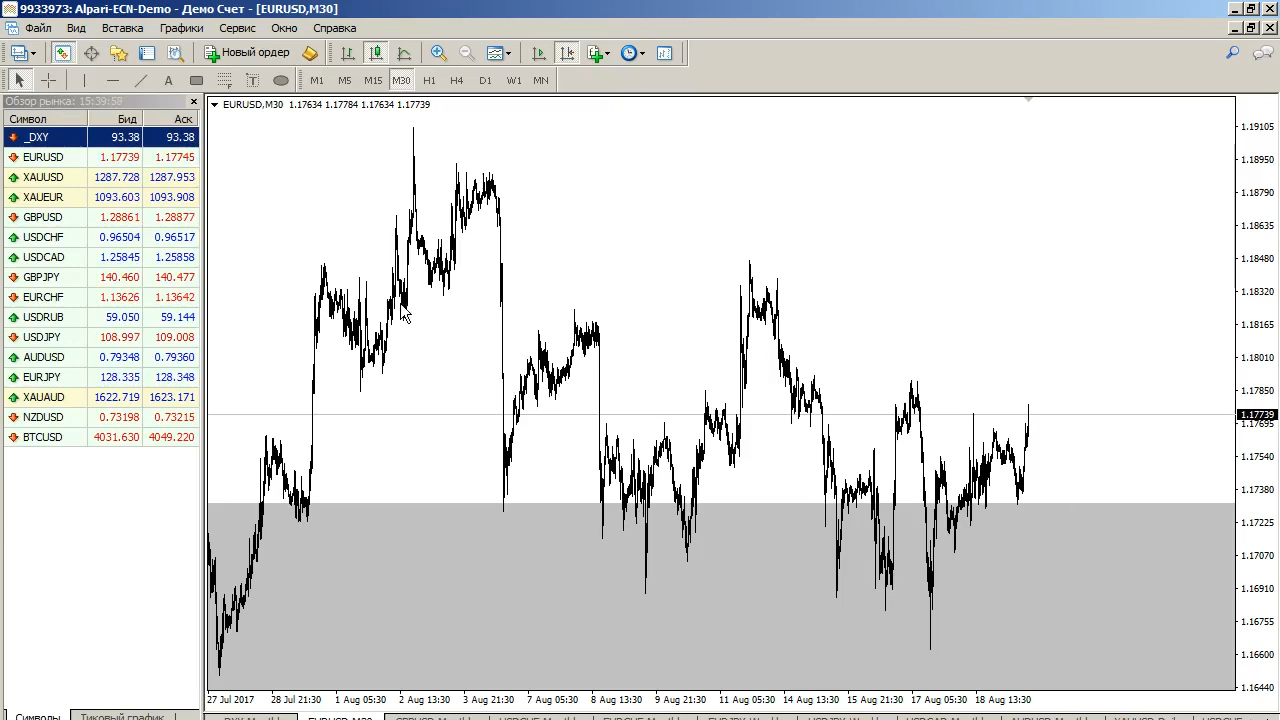 9933973: Alpari-ECN-Demo - Демо Счет - [EURUSD,M30]
Файл Вид Вставка Графики Сервис Окно Справка
Новый ордер
A T M1 M5 M15 M30 H1 H4 D1 W1 MN
Обзор рынка: 15:39:58
Символ Бид Аск
_DXY 93.38 93.38
EURUSD 1.17739 1.17745
XAUUSD 1287.728 1287.953
XAUEUR 1093.603 1093.908
GBPUSD 1.28861 1.28877
USDCHF 0.96504 0.96517
USDCAD 1.25845 1.25858
GBPJPY 140.460 140.477
EURCHF 1.13626 1.13642
USDRUB 59.050 59.144
USDJPY 108.997 109.008
AUDUSD 0.79348 0.79360
EURJPY 128.335 128.348
XAUAUD 1622.719 1623.171
NZDUSD 0.73198 0.73215
BTCUSD 4031.630 4049.220
Символы Тиковый график
EURUSD,M30 1.17634 1.17784 1.17634 1.17739
1.19105
1.18950
1.18790
1.18635
1.18480
1.18320
1.18165
1.18010
1.17850
1.17739
1.17695
1.17540
1.17380
1.17225
1.17070
1.16910
1.16755
1.16600
1.16440
27 Jul 2017 28 Jul 21:30 1 Aug 05:30 2 Aug 13:30 3 Aug 21:30 7 Aug 05:30 8 Aug 13:30 9 Aug 21:30 11 Aug 05:30 14 Aug 13:30 15 Aug 21:30 17 Aug 05:30 18 Aug 13:30